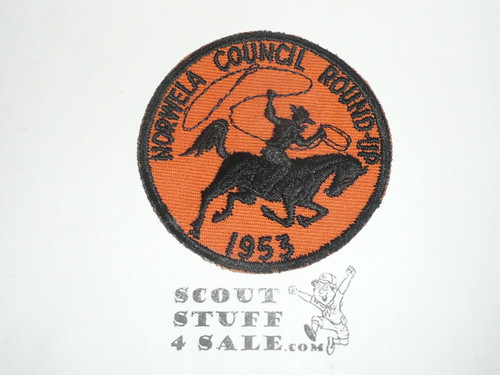 NORWELA COUNCIL ROUND-UP
1953
SCOUT
STUFF
4 SALE.COM